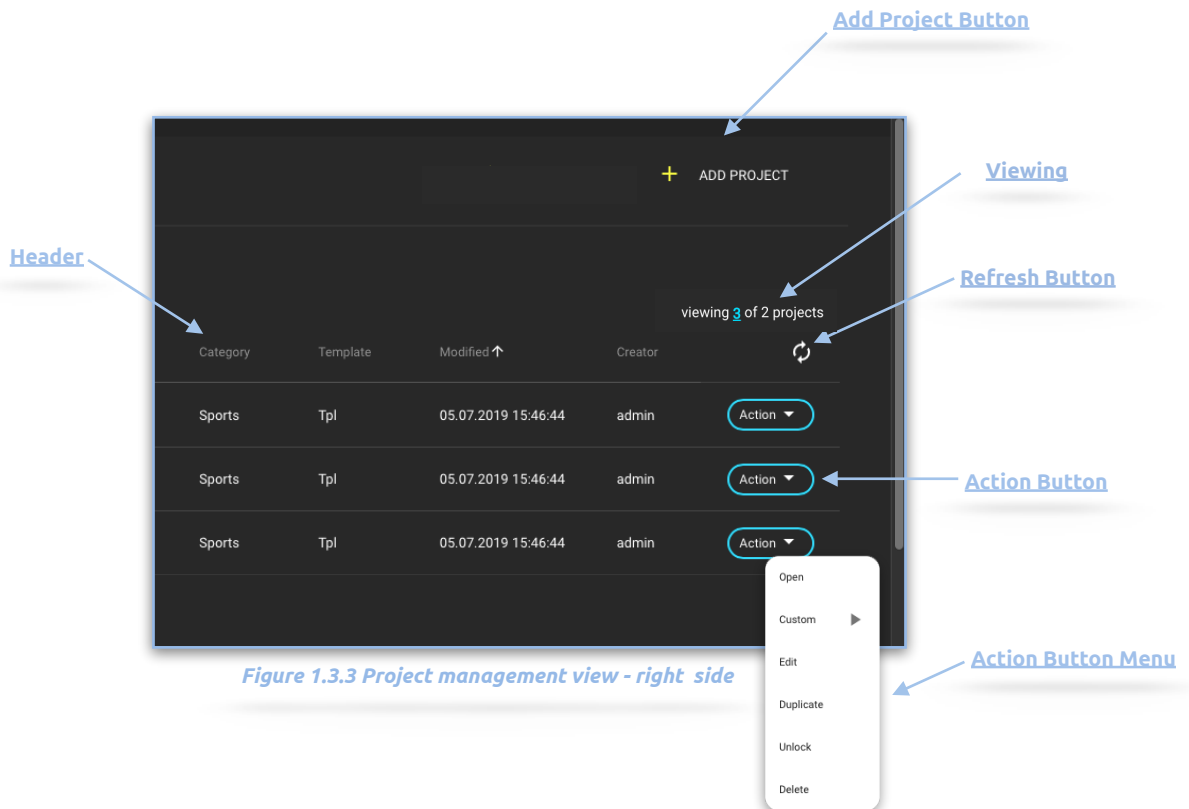 Add Project Button
ADD PROJECT
Viewing
Header
Refresh Button
viewing 3 of 2 projects
Category Template Modified Creator
Sports Tpl 05.07.2019 15:46:44 admin Action
Sports Tpl 05.07.2019 15:46:44 admin Action
Action Button
Sports Tpl 05.07.2019 15:46:44 admin Action
Open
Custom
Edit
Action Button Menu
Figure 1.3.3 Project management view - right side
Duplicate
Unlock
Delete